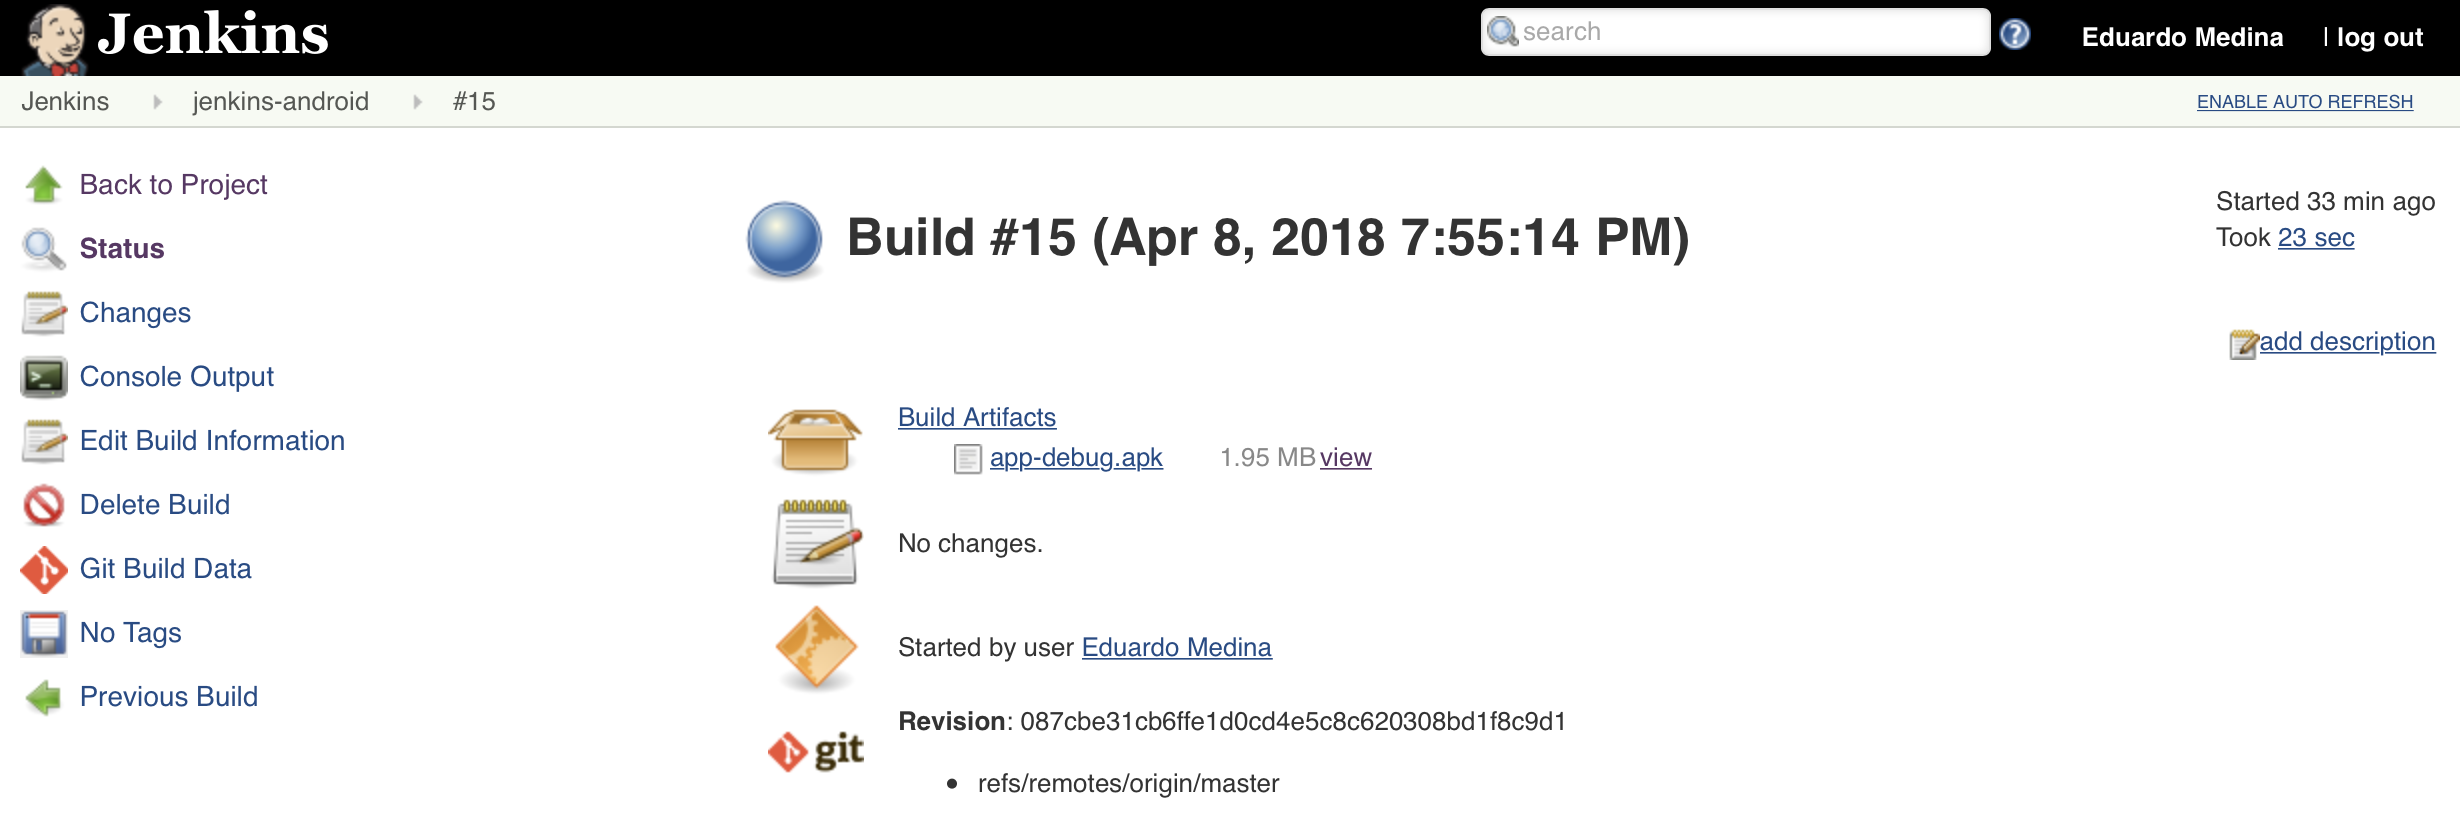 Jenkins
search
? Eduardo Medina | log out
Jenkins jenkins-android #15 ENABLE AUTO REFRESH
Back to Project
Status
Changes
Console Output
Edit Build Information
Delete Build
Git Build Data
No Tags
Previous Build
Build #15 (Apr 8, 2018 7:55:14 PM)
Started 33 min ago
Took 23 sec
add description
Build Artifacts
app-debug.apk 1.95 MB view
No changes.
Started by user Eduardo Medina
git
Revision: 087cbe31cb6ffe1d0cd4e5c8c620308bd1f8c9d1
• refs/remotes/origin/master